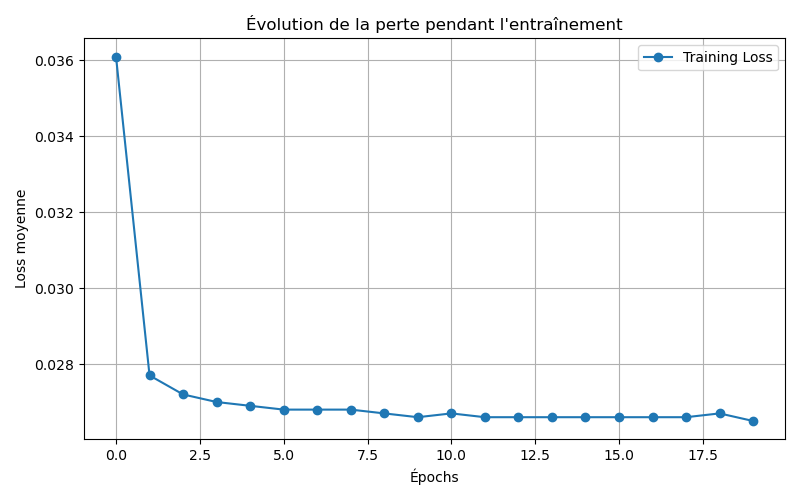 Évolution de la perte pendant l'entraînement
Training Loss
Loss moyenne
0.036
0.034
0.032
0.030
0.028
0.0 2.5 5.0 7.5 10.0 12.5 15.0 17.5
Épochs